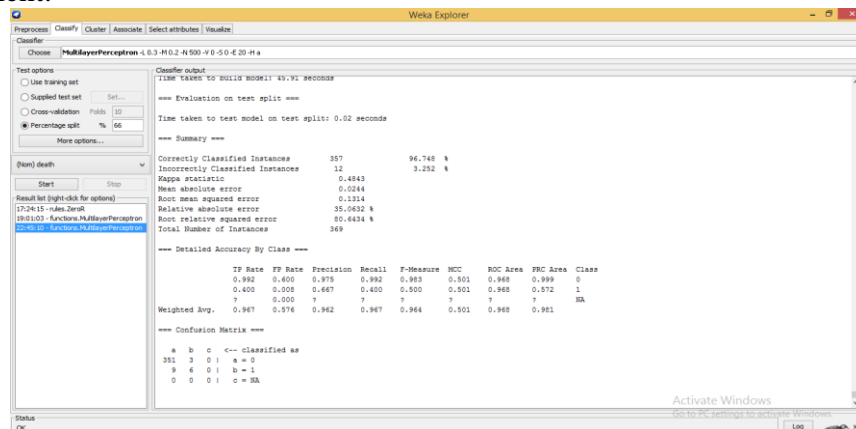 Weka Explorer
Preprocess Classify Cluster Associate Select attributes Visualize
Classifier
Choose MultilayerPerceptron -L 0.3 -M 0.2 -N 500 -V 0 -S 0 -E 20 -H a
Test options
Use training set
Supplied test set Set...
Cross-validation Folds 10
Percentage split % 66
More options...
(Nom) death
Start Stop
Result list (right-click for options)
17:24:15 - rules.ZeroR
19:01:03 - functions.MultilayerPerceptron
22:45:10 - functions.MultilayerPerceptron
Classifier output
Time taken to build model: 45.91 seconds
=== Evaluation on test split ===
Time taken to test model on test split: 0.02 seconds
=== Summary ===
Correctly Classified Instances 357 96.748 %
Incorrectly Classified Instances 12 3.252 %
Kappa statistic 0.4843
Mean absolute error 0.0244
Root mean squared error 0.1314
Relative absolute error 35.0632 %
Root relative squared error 80.6434 %
Total Number of Instances 369
=== Detailed Accuracy By Class ===
TP Rate FP Rate Precision Recall F-Measure MCC ROC Area PRC Area Class
0.992 0.600 0.975 0.992 0.983 0.501 0.968 0.999 0
0.400 0.008 0.667 0.400 0.500 0.501 0.968 0.572 1
? 0.000 ? ? ? ? ? ? NA
Weighted Avg. 0.967 0.576 0.962 0.967 0.964 0.501 0.968 0.981
=== Confusion Matrix ===
a b c <-- classified as
351 3 0 | a = 0
9 6 0 | b = 1
0 0 0 | c = NA
Activate Windows
Go to PC settings to activate Windows.
Status
OK
Log